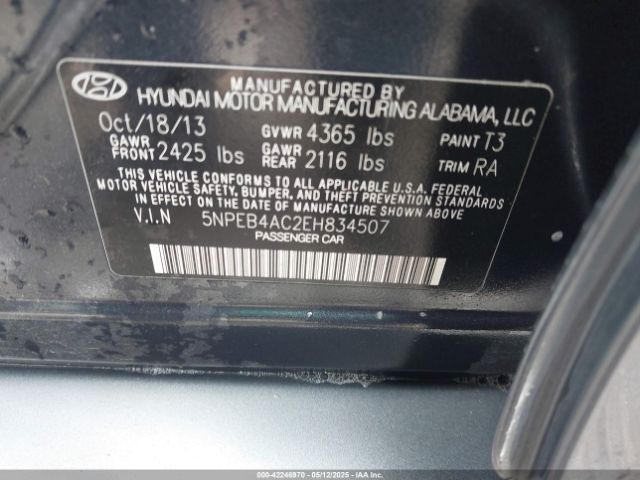 MANUFACTURED BY
HYUNDAI MOTOR MANUFACTURING ALABAMA, LLC
Oct/18/13 GVWR 4365 lbs PAINT T3
GAWR FRONT 2425 lbs GAWR REAR 2116 lbs TRIM RA
THIS VEHICLE CONFORMS TO ALL APPLICABLE U.S.A. FEDERAL
MOTOR VEHICLE SAFETY, BUMPER, AND THEFT PREVENTION STANDARDS
IN EFFECT ON THE DATE OF MANUFACTURE SHOWN ABOVE
V.I.N 5NPEB4AC2EH834507
PASSENGER CAR
000-42246970 - 05/12/2025 - IAAI.COM